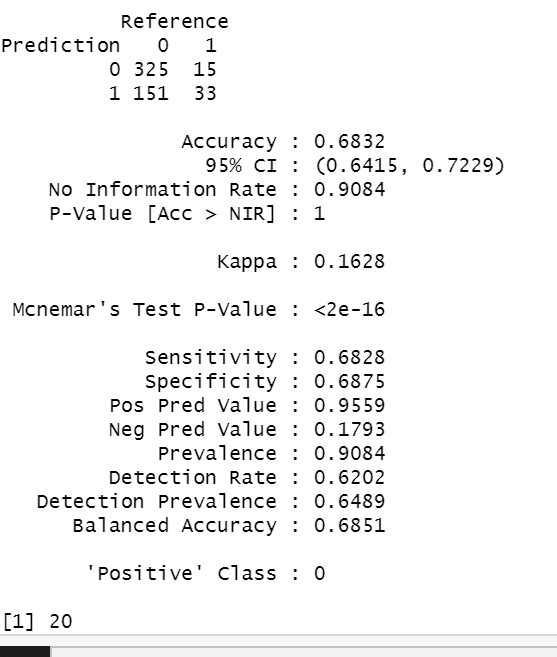 Reference
Prediction   0   1
         0 325  15
         1 151  33
               Accuracy : 0.6832
                 95% CI : (0.6415, 0.7229)
    No Information Rate : 0.9084
    P-Value [Acc > NIR] : 1
                  Kappa : 0.1628
 Mcnemar's Test P-Value : <2e-16
            Sensitivity : 0.6828
            Specificity : 0.6875
         Pos Pred Value : 0.9559
         Neg Pred Value : 0.1793
             Prevalence : 0.9084
         Detection Rate : 0.6202
   Detection Prevalence : 0.6489
      Balanced Accuracy : 0.6851
       'Positive' Class : 0
[1] 20